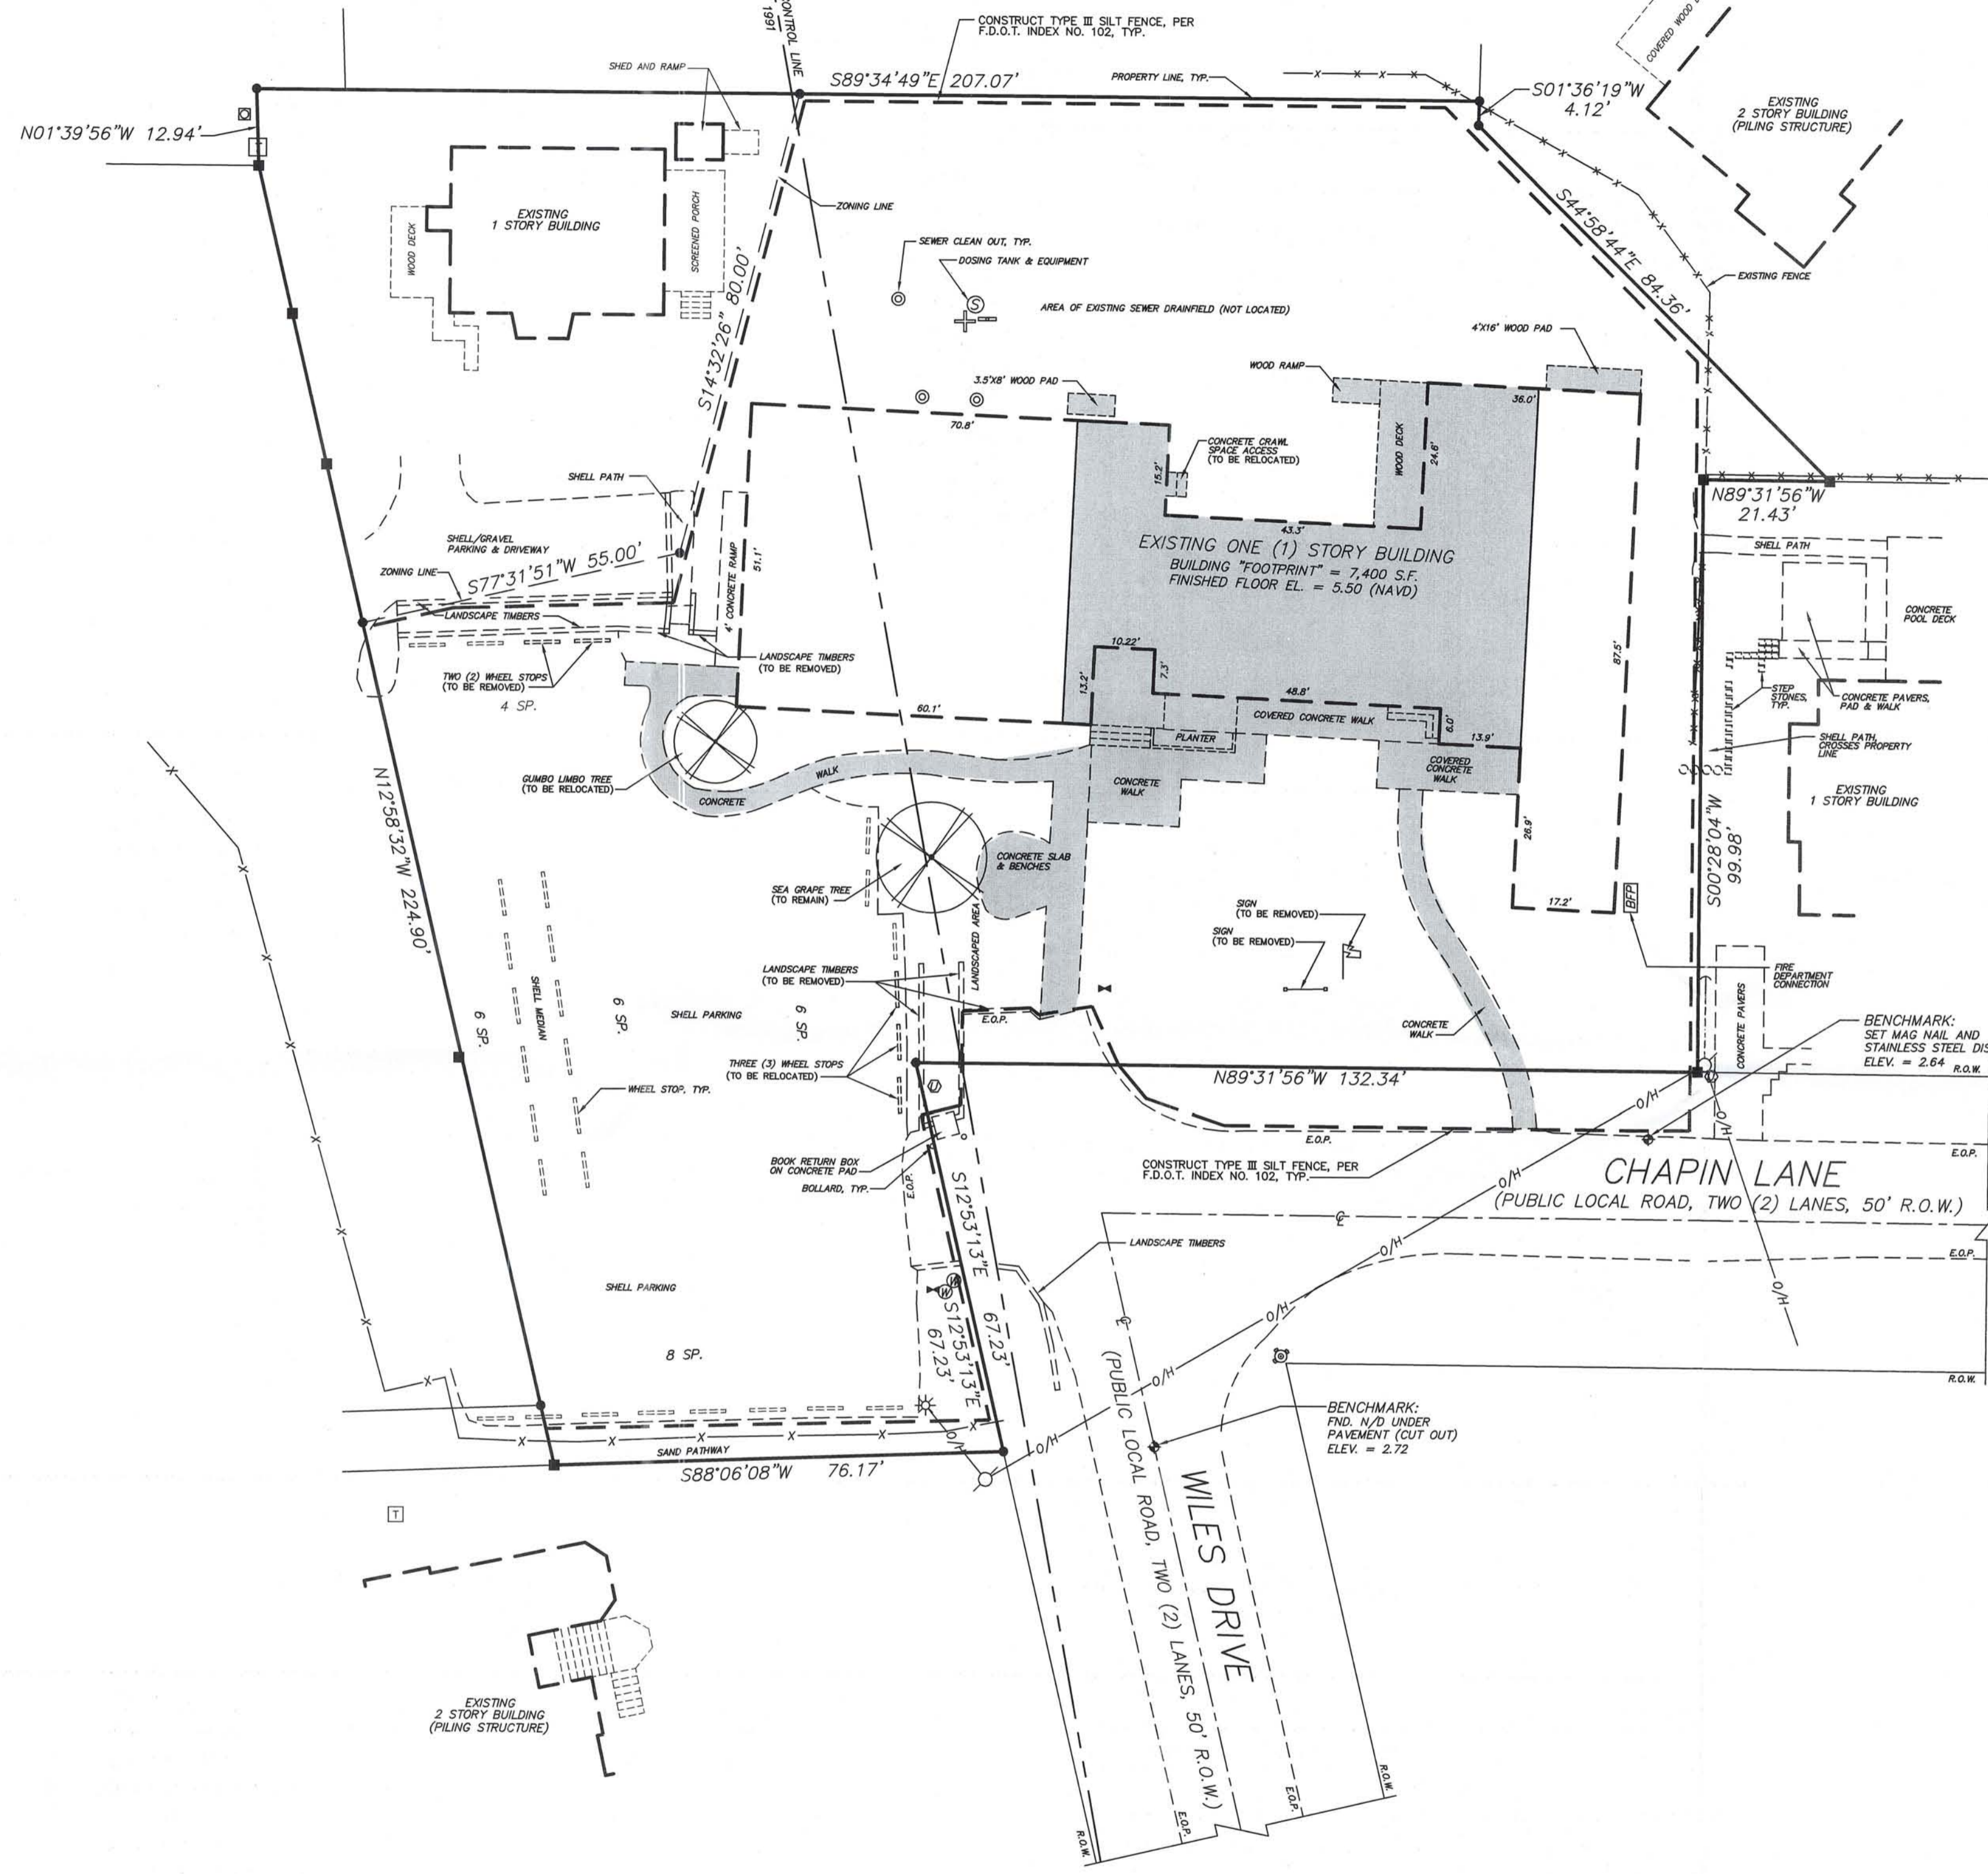 CONTROL LINE
1991
CONSTRUCT TYPE III SILT FENCE, PER
F.D.O.T. INDEX NO. 102, TYP.
SHED AND RAMP
S89°34'49"E 207.07'
PROPERTY LINE, TYP.
S01°36'19"W
4.12'
COVERED WOOD
EXISTING
2 STORY BUILDING
(PILING STRUCTURE)
N01°39'56"W 12.94'
T
EXISTING
1 STORY BUILDING
WOOD DECK
SCREENED PORCH
ZONING LINE
S14°32'26" 80.00'
SEWER CLEAN OUT, TYP.
DOSING TANK & EQUIPMENT
S
AREA OF EXISTING SEWER DRAINFIELD (NOT LOCATED)
S44°58'44"E 84.36'
EXISTING FENCE
4'X16' WOOD PAD
WOOD RAMP
3.5'X8' WOOD PAD
36.0'
70.8'
CONCRETE CRAWL
SPACE ACCESS
(TO BE RELOCATED)
15.2'
WOOD DECK
24.6'
43.3'
SHELL PATH
N89°31'56"W
21.43'
SHELL/GRAVEL
PARKING & DRIVEWAY
ZONING LINE
S77°31'51"W 55.00'
LANDSCAPE TIMBERS
4' CONCRETE RAMP
51.1'
EXISTING ONE (1) STORY BUILDING
BUILDING "FOOTPRINT" = 7,400 S.F.
FINISHED FLOOR EL. = 5.50 (NAVD)
SHELL PATH
CONCRETE
POOL DECK
LANDSCAPE TIMBERS
(TO BE REMOVED)
TWO (2) WHEEL STOPS
(TO BE REMOVED)
4 SP.
10.22'
13.2'
7.3'
48.8'
87.5'
60.1'
COVERED CONCRETE WALK
6.0'
13.9'
PLANTER
STEP
STONES,
TYP.
CONCRETE PAVERS,
PAD & WALK
SHELL PATH,
CROSSES PROPERTY
LINE
GUMBO LIMBO TREE
(TO BE RELOCATED)
CONCRETE
WALK
CONCRETE
WALK
COVERED
CONCRETE
WALK
EXISTING
1 STORY BUILDING
N12°58'32"W 224.90'
S00°28'04"W
99.98'
26.9'
CONCRETE SLAB
& BENCHES
SEA GRAPE TREE
(TO REMAIN)
SIGN
(TO BE REMOVED)
SIGN
(TO BE REMOVED)
17.2'
BFP
LANDSCAPED AREA
LANDSCAPE TIMBERS
(TO BE REMOVED)
FIRE
DEPARTMENT
CONNECTION
CONCRETE PAVERS
6 SP.
SHELL MEDIAN
6 SP.
SHELL PARKING
6 SP.
E.O.P.
CONCRETE
WALK
BENCHMARK:
SET MAG NAIL AND
STAINLESS STEEL DIS
ELEV. = 2.64
R.O.W.
THREE (3) WHEEL STOPS
(TO BE RELOCATED)
U
N89°31'56"W 132.34'
WHEEL STOP, TYP.
O/H
O/H
E.O.P.
E.O.P.
BOOK RETURN BOX
ON CONCRETE PAD
BOLLARD, TYP.
E.O.P.
CONSTRUCT TYPE III SILT FENCE, PER
F.D.O.T. INDEX NO. 102, TYP.
O/H
CHAPIN LANE
(PUBLIC LOCAL ROAD, TWO (2) LANES, 50' R.O.W.)
S12°53'13"E 67.23'
LANDSCAPE TIMBERS
O/H
E.O.P.
W
W
S12°53'13"E
67.23'
SHELL PARKING
O/H
O/H
8 SP.
O/H
R.O.W.
SAND PATHWAY
O/H
O/H
S88°06'08"W 76.17'
BENCHMARK:
FND. N/D UNDER
PAVEMENT (CUT OUT)
ELEV. = 2.72
T
WILES DRIVE
(PUBLIC LOCAL ROAD, TWO (2) LANES, 50' R.O.W.)
EXISTING
2 STORY BUILDING
(PILING STRUCTURE)
R.O.W.
E.O.P.
E.O.P.
R.O.W.